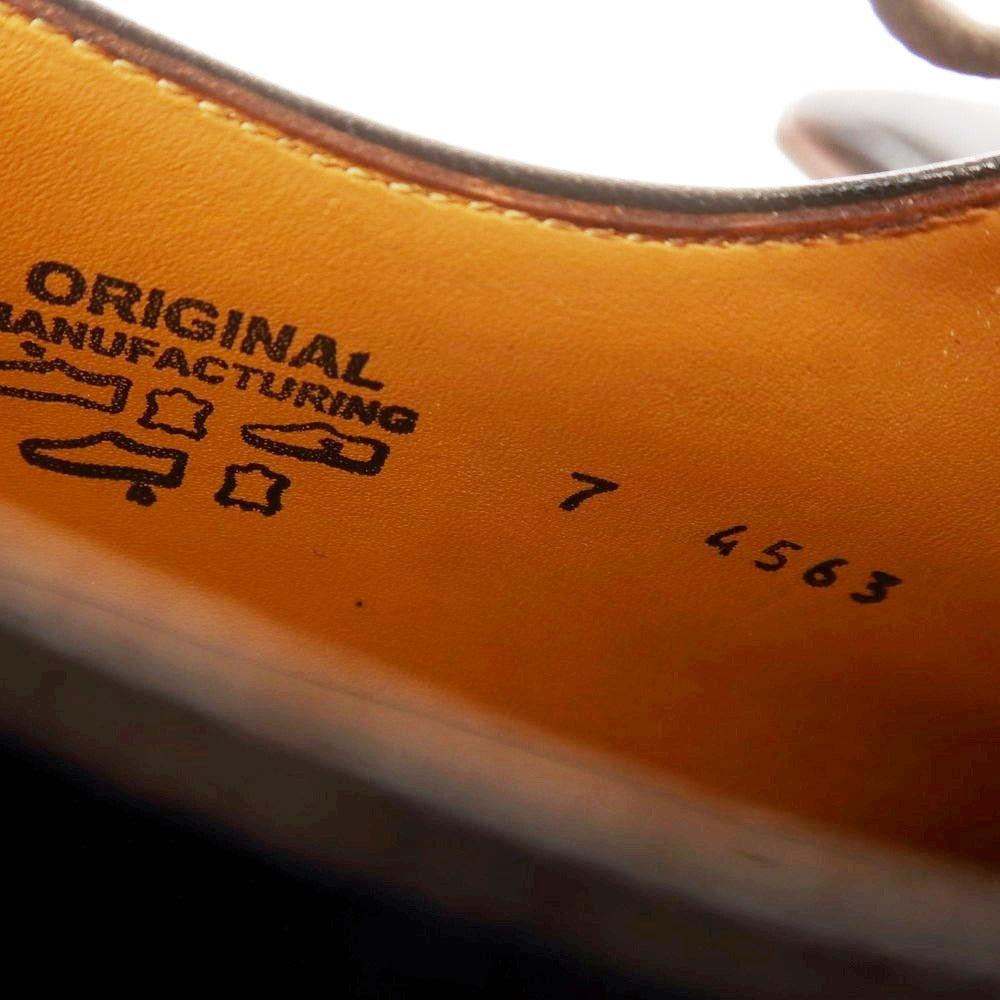 ORIGINAL
MANUFACTURING
7 4563